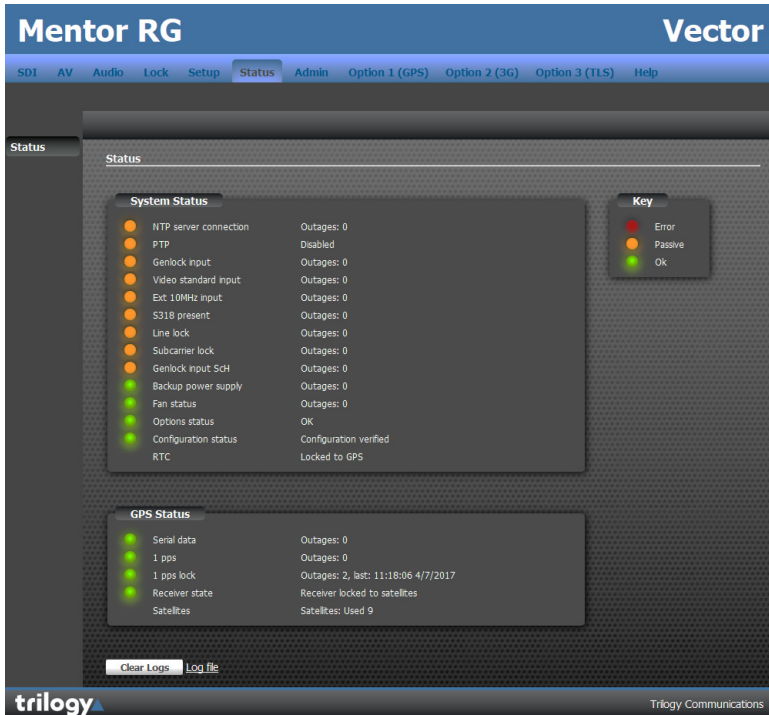 Mentor RG Vector
SDI AV Audio Lock Setup Status Admin Option 1 (GPS) Option 2 (3G) Option 3 (TLS) Help
Status
Status
System Status
NTP server connection Outages: 0
PTP Disabled
Genlock input Outages: 0
Video standard input Outages: 0
Ext 10MHz input Outages: 0
S318 present Outages: 0
Line lock Outages: 0
Subcarrier lock Outages: 0
Genlock input ScH Outages: 0
Backup power supply Outages: 0
Fan status Outages: 0
Options status OK
Configuration status Configuration verified
RTC Locked to GPS
Key
Error
Passive
Ok
GPS Status
Serial data Outages: 0
1 pps Outages: 0
1 pps lock Outages: 2, last: 11:18:06 4/7/2017
Receiver state Receiver locked to satellites
Satellites Satellites: Used 9
Clear Logs Log file
trilogy Trilogy Communications